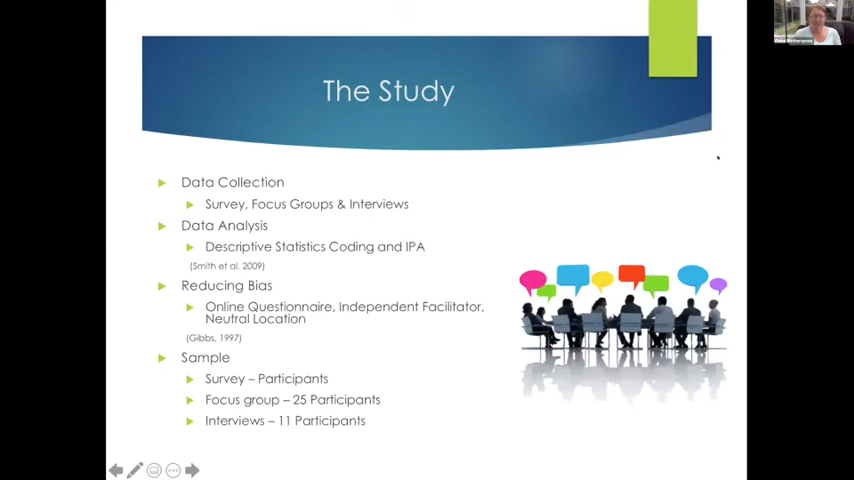 The Study
Data Collection
Survey, Focus Groups & Interviews
Data Analysis
Descriptive Statistics Coding and IPA
(Smith et al. 2009)
Reducing Bias
Online Questionnaire, Independent Facilitator,
Neutral Location
(Gibbs, 1997)
Sample
Survey – Participants
Focus group – 25 Participants
Interviews – 11 Participants